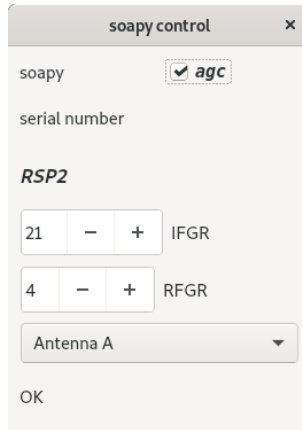 soapy control ×
soapy agc
serial number
RSP2
21 − + IFGR
4 − + RFGR
Antenna A
OK